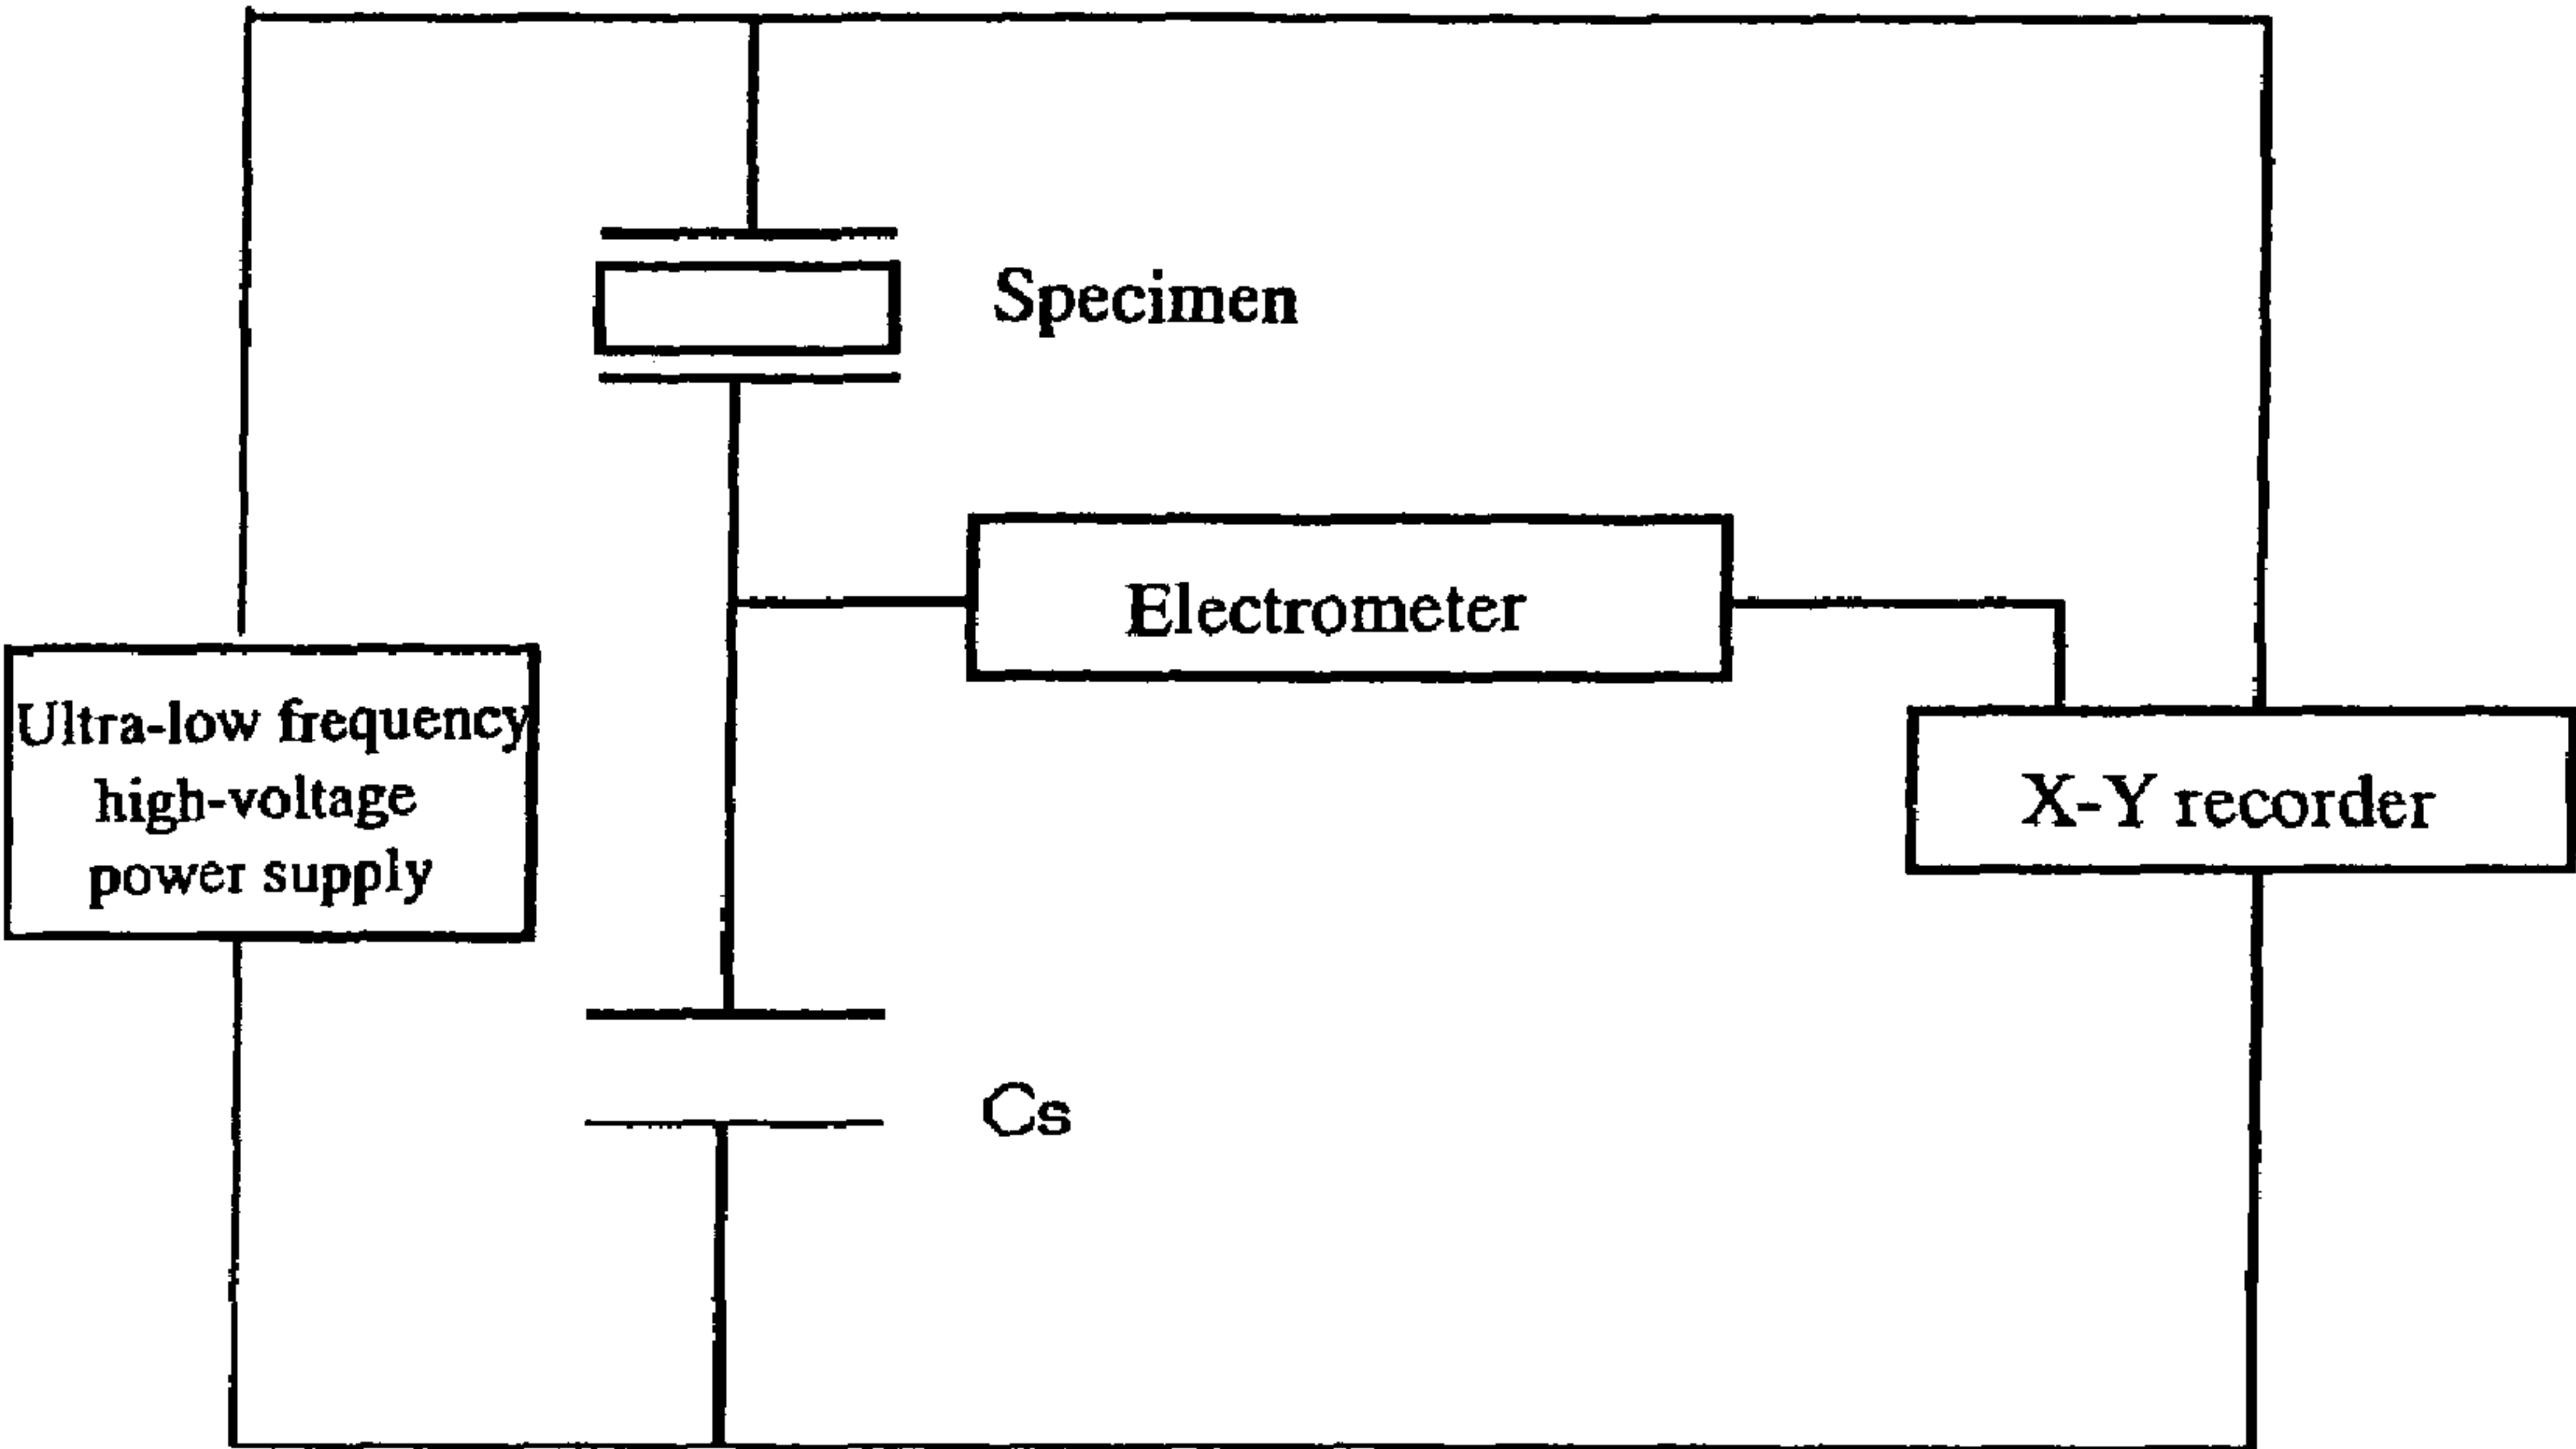 Specimen
Electrometer
Ultra-low frequency
high-voltage
power supply
X-Y recorder
Cs